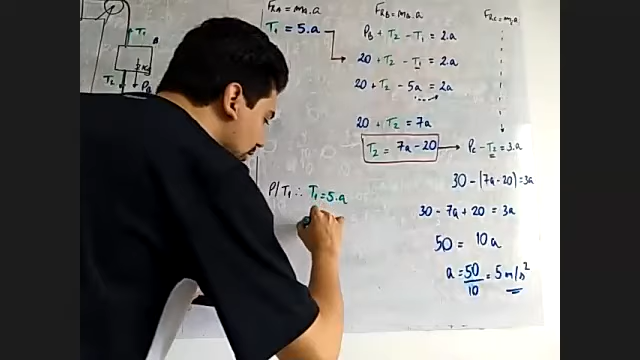 T₁
B
2kg
T₂
P_B
F_RA = m_A.a
T₁ = 5.a
F_RB = m_B.a
P_B + T₂ - T₁ = 2.a
20 + T₂ - T₁ = 2.a
20 + T₂ - 5a = 2a
20 + T₂ = 7a
T₂ = 7a - 20
F_RC = m_C.a
P_C - T₂ = 3.a
30 - (7a - 20) = 3a
30 - 7a + 20 = 3a
50 = 10a
a = 50/10 = 5 m/s²
P/T₁ ∴ T₁ = 5.a